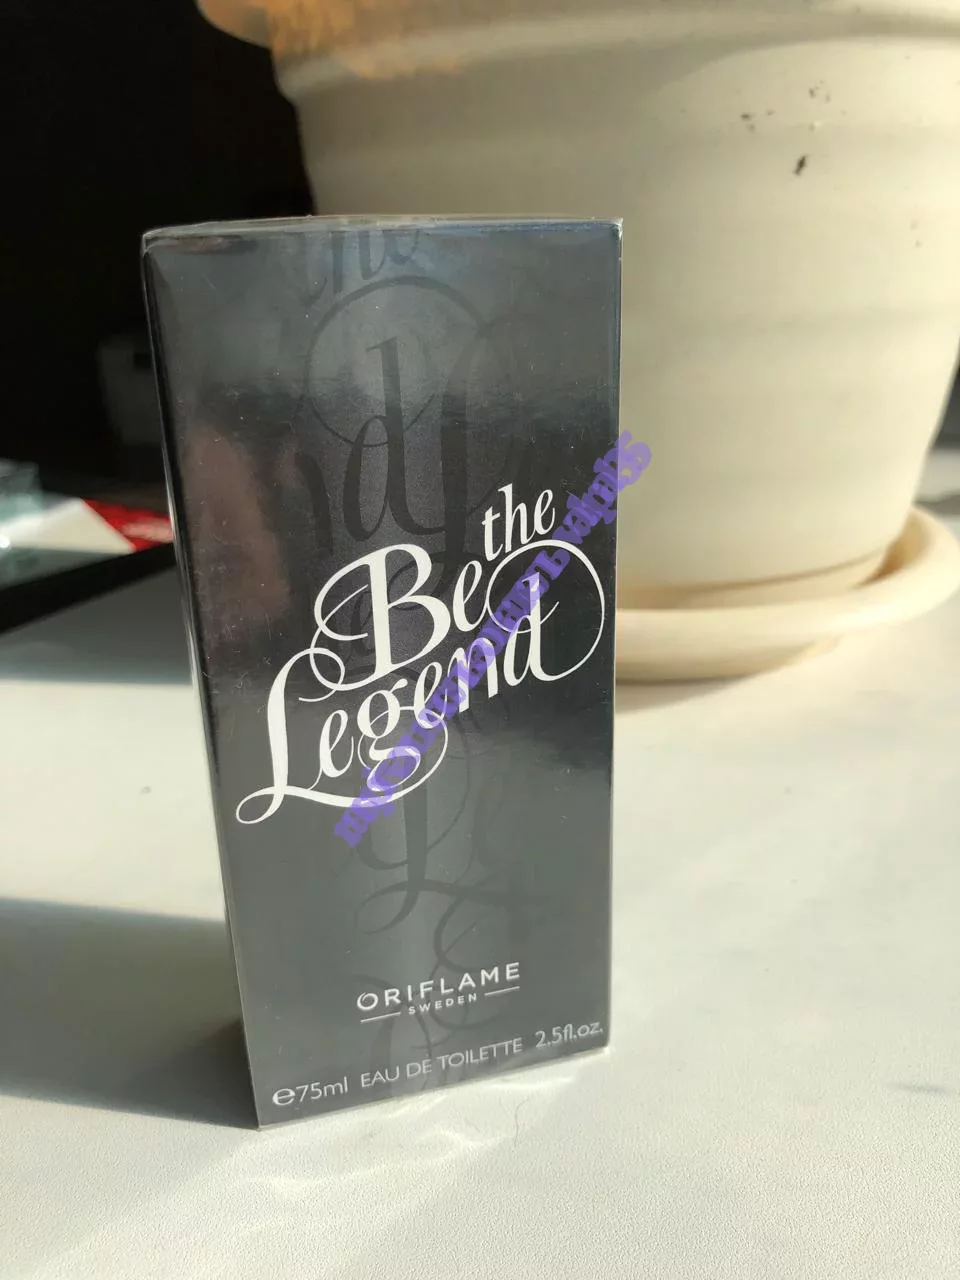 Be the
Legend
ORIFLAME
SWEDEN
℮75ml EAU DE TOILETTE 2.5fl.oz.